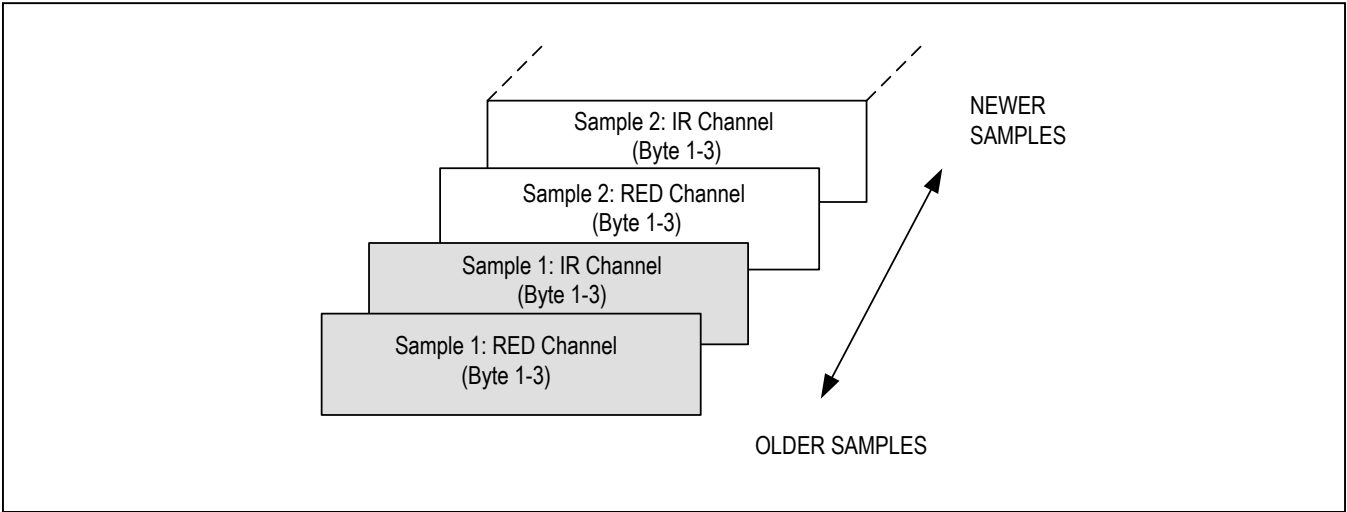 Sample 2: IR Channel
(Byte 1-3)
Sample 2: RED Channel
(Byte 1-3)
Sample 1: IR Channel
(Byte 1-3)
Sample 1: RED Channel
(Byte 1-3)
NEWER
SAMPLES
OLDER SAMPLES